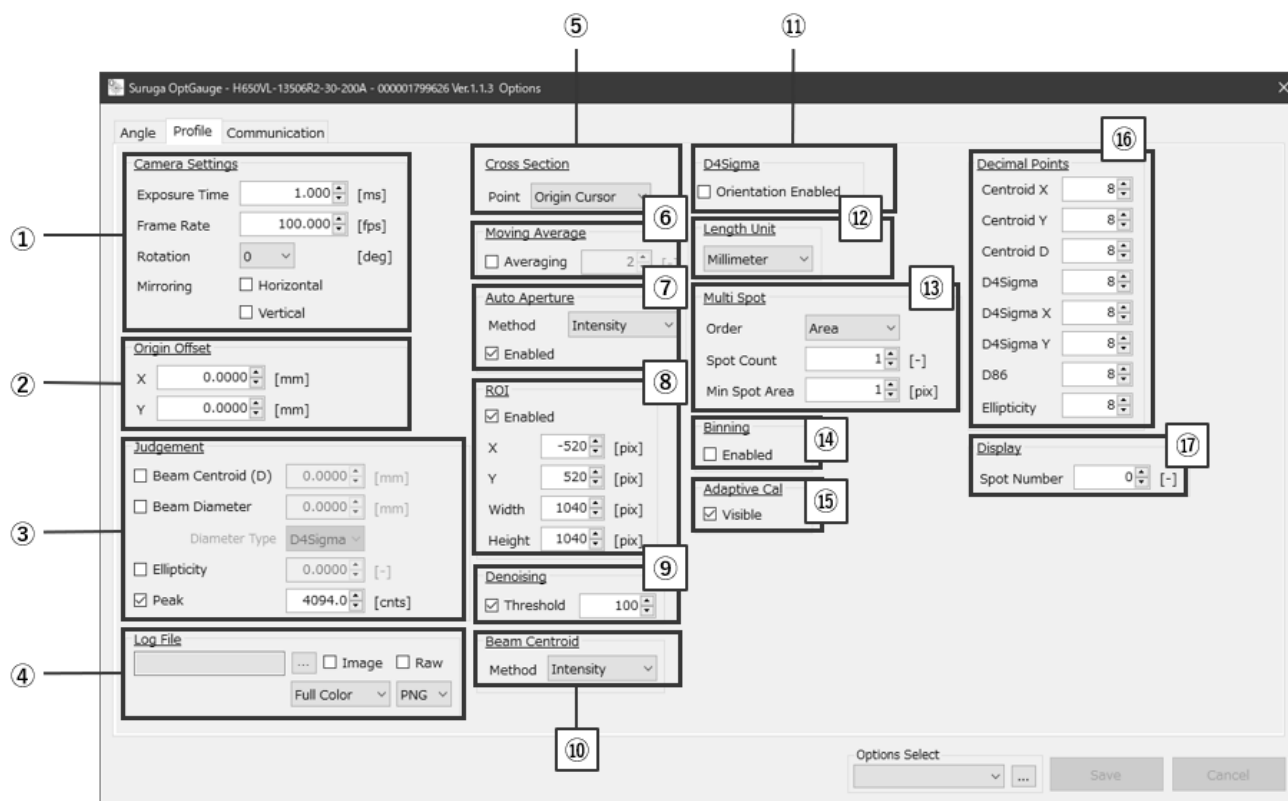 ⑤
⑪
Suruga OptGauge - H650VL-13506R2-30-200A - 000001799626 Ver.1.1.3 Options
Angle Profile Communication
①
Camera Settings
Exposure Time 1.000 [ms]
Frame Rate 100.000 [fps]
Rotation 0 [deg]
Mirroring Horizontal
Vertical
②
Origin Offset
X 0.0000 [mm]
Y 0.0000 [mm]
③
Judgement
Beam Centroid (D) 0.0000 [mm]
Beam Diameter 0.0000 [mm]
Diameter Type D4Sigma
Ellipticity 0.0000 [-]
Peak 4094.0 [cnts]
④
Log File
... Image Raw
Full Color PNG
Cross Section
Point Origin Cursor
⑥
Moving Average
Averaging 2 [-]
⑦
Auto Aperture
Method Intensity
Enabled
⑧
ROI
Enabled
X -520 [pix]
Y 520 [pix]
Width 1040 [pix]
Height 1040 [pix]
⑨
Denoising
Threshold 100
Beam Centroid
Method Intensity
⑩
D4Sigma
Orientation Enabled
⑫
Length Unit
Millimeter
⑬
Multi Spot
Order Area
Spot Count 1 [-]
Min Spot Area 1 [pix]
⑭
Binning
Enabled
⑮
Adaptive Cal
Visible
⑯
Decimal Points
Centroid X 8
Centroid Y 8
Centroid D 8
D4Sigma 8
D4Sigma X 8
D4Sigma Y 8
D86 8
Ellipticity 8
⑰
Display
Spot Number 0 [-]
Options Select
... Save Cancel